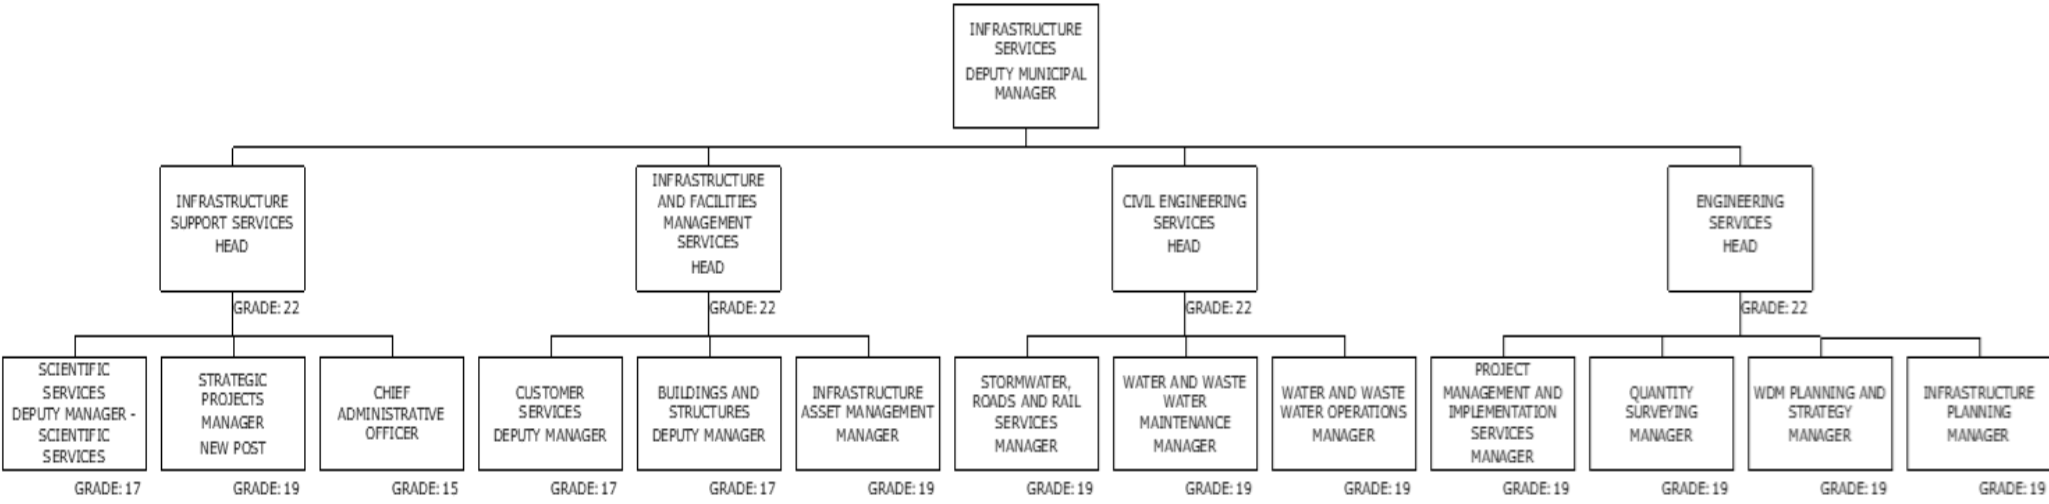 INFRASTRUCTURE
SERVICES
DEPUTY MUNICIPAL
MANAGER
INFRASTRUCTURE
SUPPORT SERVICES
HEAD
GRADE: 22
INFRASTRUCTURE
AND FACILITIES
MANAGEMENT
SERVICES
HEAD
GRADE: 22
CIVIL ENGINEERING
SERVICES
HEAD
GRADE: 22
ENGINEERING
SERVICES
HEAD
GRADE: 22
SCIENTIFIC
SERVICES
DEPUTY MANAGER -
SCIENTIFIC
SERVICES
GRADE: 17
STRATEGIC
PROJECTS
MANAGER
NEW POST
GRADE: 19
CHIEF
ADMINISTRATIVE
OFFICER
GRADE: 15
CUSTOMER
SERVICES
DEPUTY MANAGER
GRADE: 17
BUILDINGS AND
STRUCTURES
DEPUTY MANAGER
GRADE: 17
INFRASTRUCTURE
ASSET MANAGEMENT
MANAGER
GRADE: 19
STORMWATER,
ROADS AND RAIL
SERVICES
MANAGER
GRADE: 19
WATER AND WASTE
WATER
MAINTENANCE
MANAGER
GRADE: 19
WATER AND WASTE
WATER OPERATIONS
MANAGER
GRADE: 19
PROJECT
MANAGEMENT AND
IMPLEMENTATION
SERVICES
MANAGER
GRADE: 19
QUANTITY
SURVEYING
MANAGER
GRADE: 19
WDM PLANNING AND
STRATEGY
MANAGER
GRADE: 19
INFRASTRUCTURE
PLANNING
MANAGER
GRADE: 19